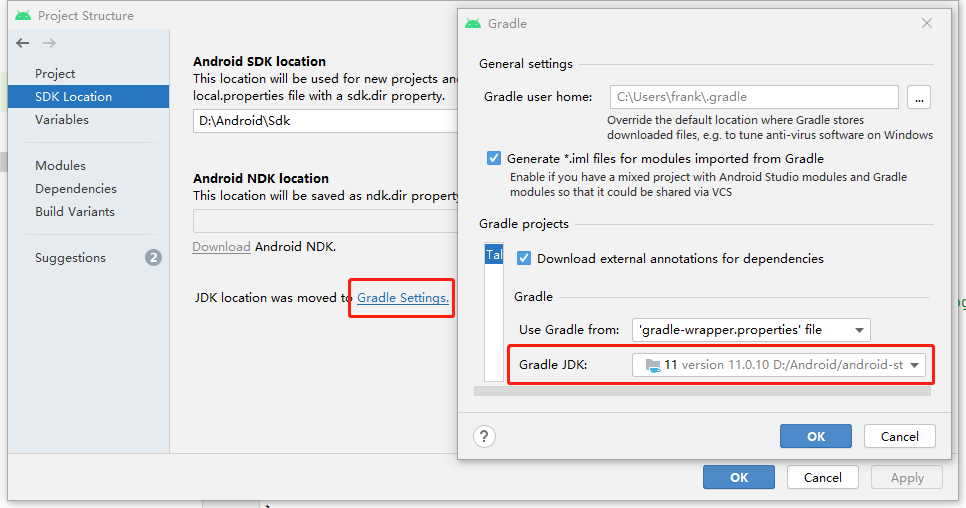 Project Structure
Project
SDK Location
Variables
Modules
Dependencies
Build Variants
Suggestions
2
Android SDK location
This location will be used for new projects and
local.properties file with a sdk.dir property.
D:\Android\Sdk
Android NDK location
This location will be saved as ndk.dir property
Download Android NDK.
JDK location was moved to Gradle Settings.
OK
Cancel
Apply
Gradle
General settings
Gradle user home:
C:\Users\frank\.gradle
...
Override the default location where Gradle stores
downloaded files, e.g. to tune anti-virus software on Windows
Generate *.iml files for modules imported from Gradle
Enable if you have a mixed project with Android Studio modules and Gradle
modules so that it could be shared via VCS
Gradle projects
Tal
Download external annotations for dependencies
Gradle
Use Gradle from:
'gradle-wrapper.properties' file
Gradle JDK:
11 version 11.0.10 D:/Android/android-st
?
OK
Cancel